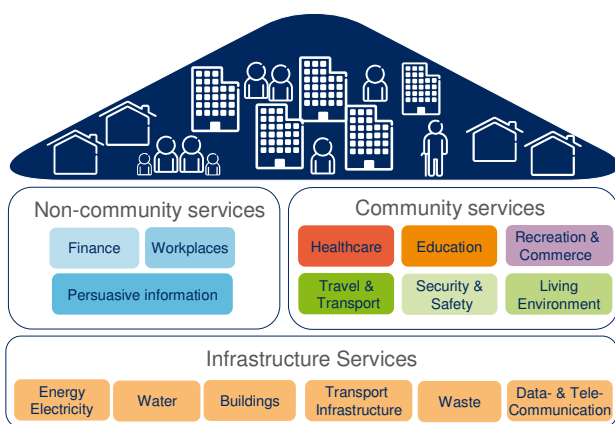 Non-community services
Finance
Workplaces
Persuasive information
Community services
Healthcare
Education
Recreation &
Commerce
Travel &
Transport
Security &
Safety
Living
Environment
Infrastructure Services
Energy
Electricity
Water
Buildings
Transport
Infrastructure
Waste
Data- & Tele-
Communication